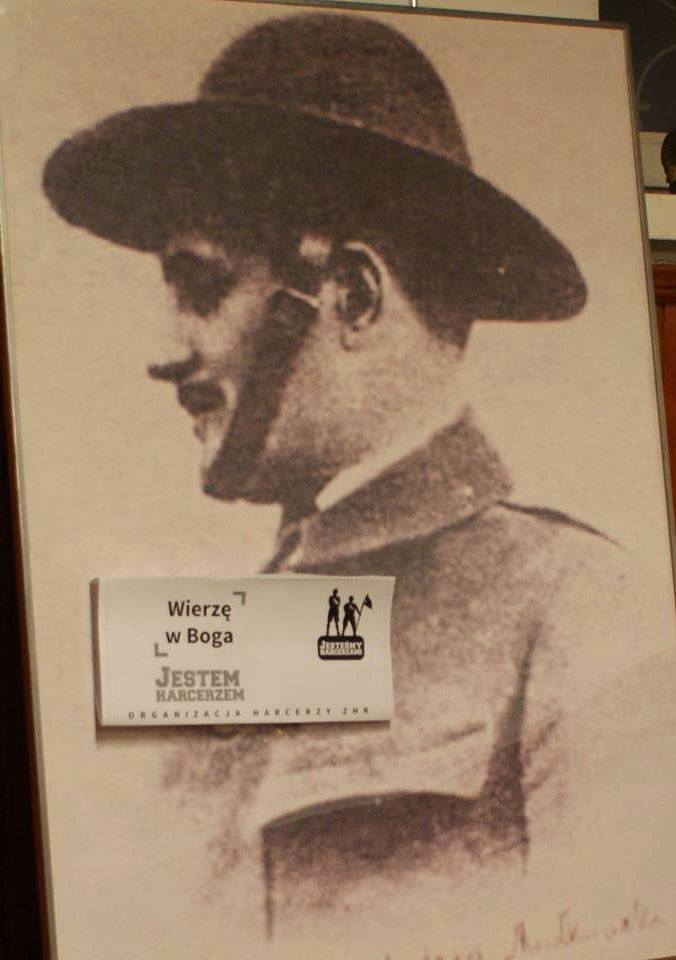 Wierzę
w Boga
JESTEŚMY
HARCERZAMI
JESTEM
HARCERZEM
ORGANIZACJA HARCERZY ZHR